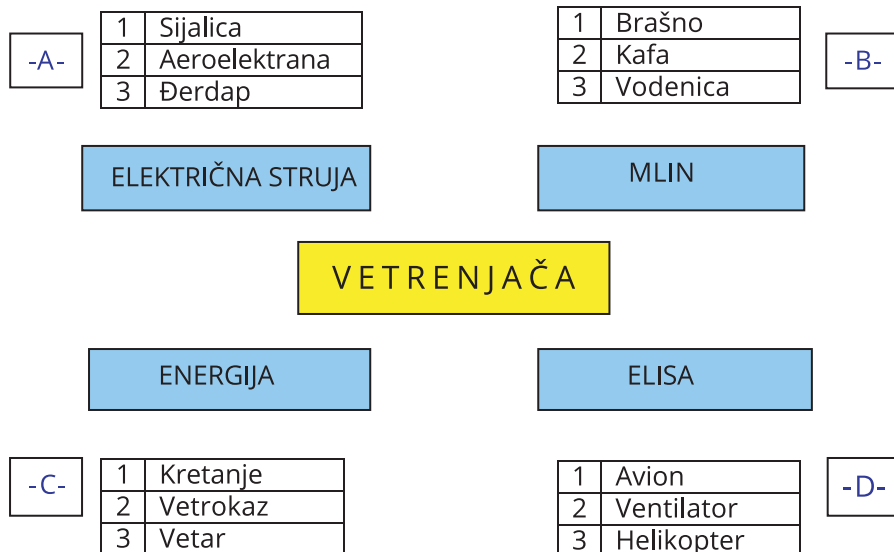 -A-
1 Sijalica
2 Aeroelektrana
3 Đerdap
1 Brašno
2 Kafa
3 Vodenica
-B-
ELEKTRIČNA STRUJA
MLIN
VETRENJAČA
ENERGIJA
ELISA
-C-
1 Kretanje
2 Vetrokaz
3 Vetar
1 Avion
2 Ventilator
3 Helikopter
-D-